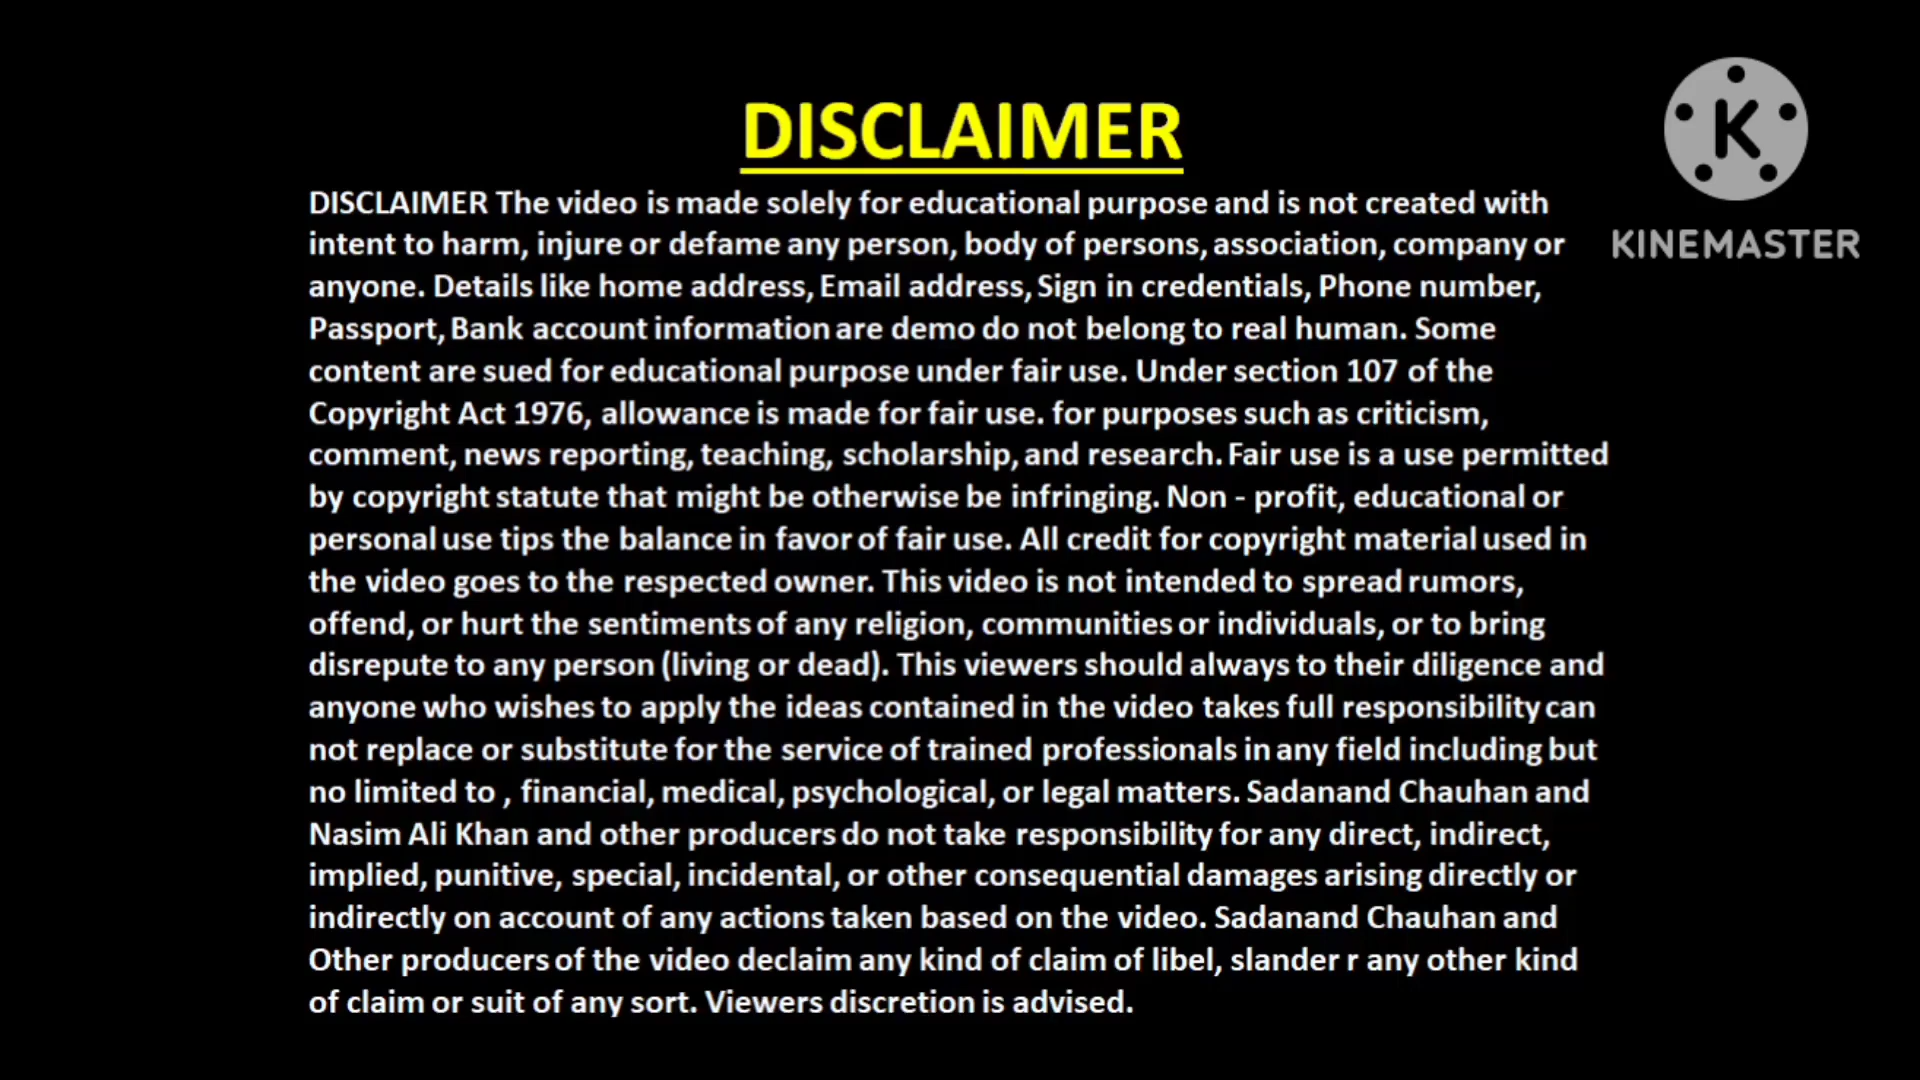 DISCLAIMER
DISCLAIMER The video is made solely for educational purpose and is not created with
intent to harm, injure or defame any person, body of persons, association, company or
anyone. Details like home address, Email address, Sign in credentials, Phone number,
Passport, Bank account information are demo do not belong to real human. Some
content are sued for educational purpose under fair use. Under section 107 of the
Copyright Act 1976, allowance is made for fair use. for purposes such as criticism,
comment, news reporting, teaching, scholarship, and research. Fair use is a use permitted
by copyright statute that might be otherwise be infringing. Non - profit, educational or
personal use tips the balance in favor of fair use. All credit for copyright material used in
the video goes to the respected owner. This video is not intended to spread rumors,
offend, or hurt the sentiments of any religion, communities or individuals, or to bring
disrepute to any person (living or dead). This viewers should always to their diligence and
anyone who wishes to apply the ideas contained in the video takes full responsibility can
not replace or substitute for the service of trained professionals in any field including but
no limited to , financial, medical, psychological, or legal matters. Sadanand Chauhan and
Nasim Ali Khan and other producers do not take responsibility for any direct, indirect,
implied, punitive, special, incidental, or other consequential damages arising directly or
indirectly on account of any actions taken based on the video. Sadanand Chauhan and
Other producers of the video declaim any kind of claim of libel, slander r any other kind
of claim or suit of any sort. Viewers discretion is advised.
K
KINEMASTER